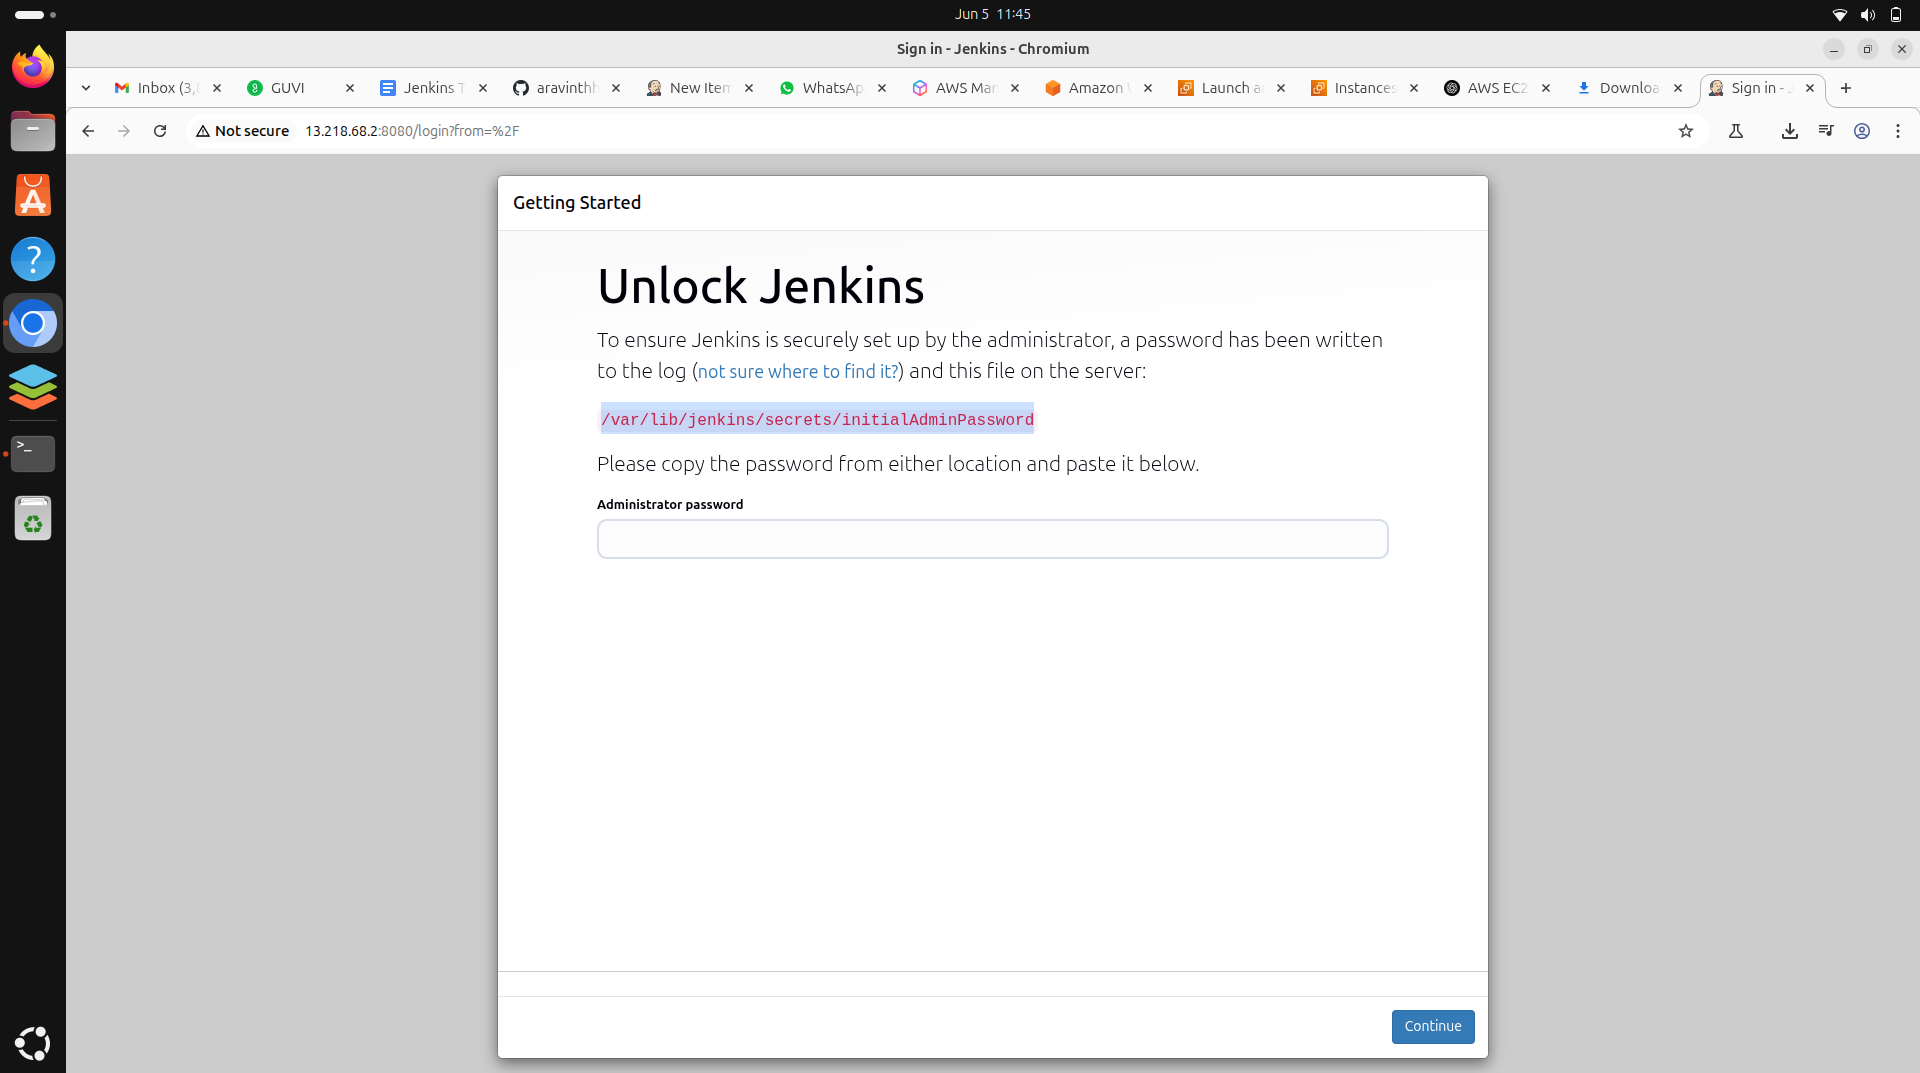 Jun 5 11:45
Sign in - Jenkins - Chromium
Inbox (3, GUVI Jenkins T aravinthh New Item WhatsAp AWS Man Amazon Launch a Instances AWS EC2 Downloa Sign in -
Not secure 13.218.68.2:8080/login?from=%2F
Getting Started
Unlock Jenkins
To ensure Jenkins is securely set up by the administrator, a password has been written
to the log (not sure where to find it?) and this file on the server:
/var/lib/jenkins/secrets/initialAdminPassword
Please copy the password from either location and paste it below.
Administrator password
Continue